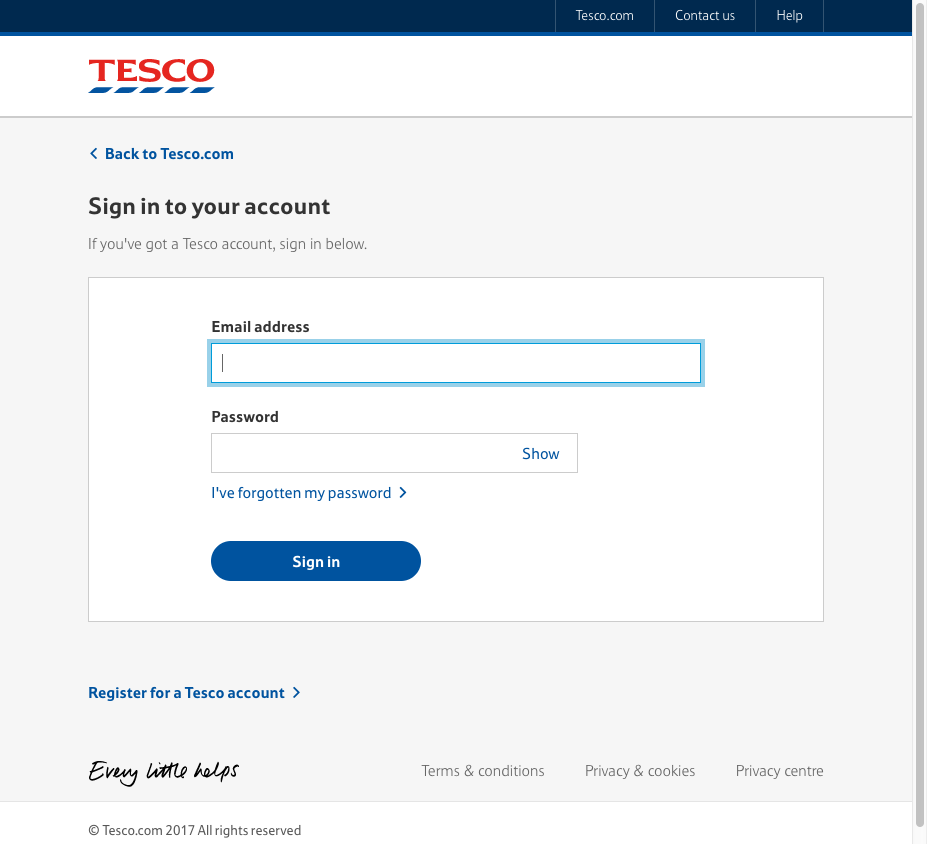 Tesco.com Contact us Help
TESCO
Back to Tesco.com
Sign in to your account
If you've got a Tesco account, sign in below.
Email address
Password
Show
I've forgotten my password
Sign in
Register for a Tesco account
Every little helps Terms & conditions Privacy & cookies Privacy centre
© Tesco.com 2017 All rights reserved